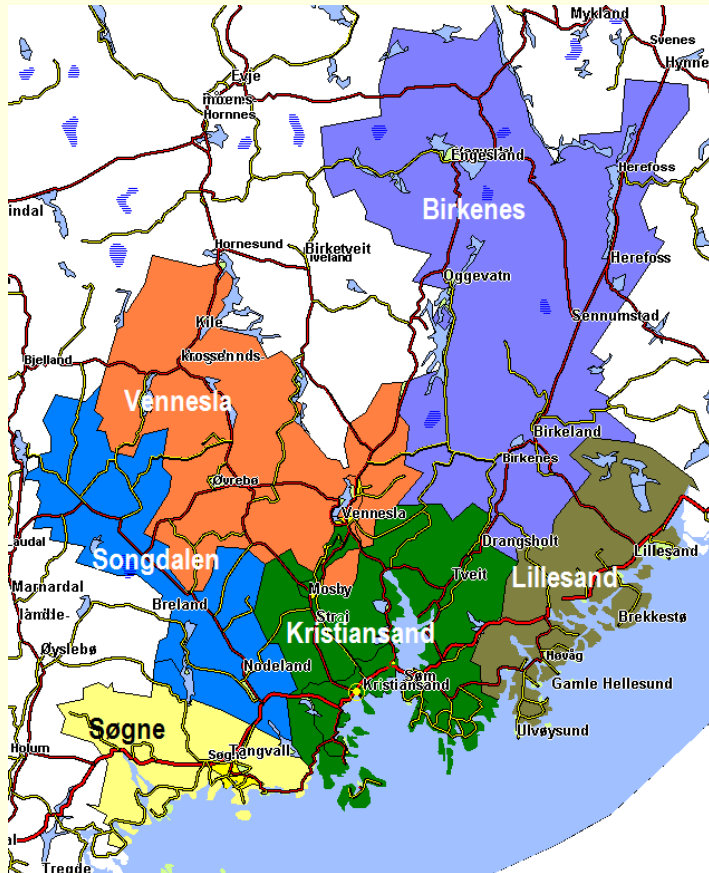 Mykland
Svenes
Hynne
Evje
Hornnes
Engesland
Herefoss
indal
Birkenes
Hornesund
Birketveit
Iveland
Herefoss
Oggevatn
Sennumstad
Kile
Bjelland
Vennesla
Birkeland
Birkenes
Øvrebø
Vennesla
Drangsholt
Laudal
Songdalen
Lillesand
Tveit
Lillesand
Marnardal
Mosby
Breland
Strai
Brekkestø
Kristiansand
Øyslebø
Høvåg
Nodeland
Søm
Kristiansand
Gamle Hellesund
Søgne
Ulvøysund
Holum
Tangvall
Søgne
al
Tregde